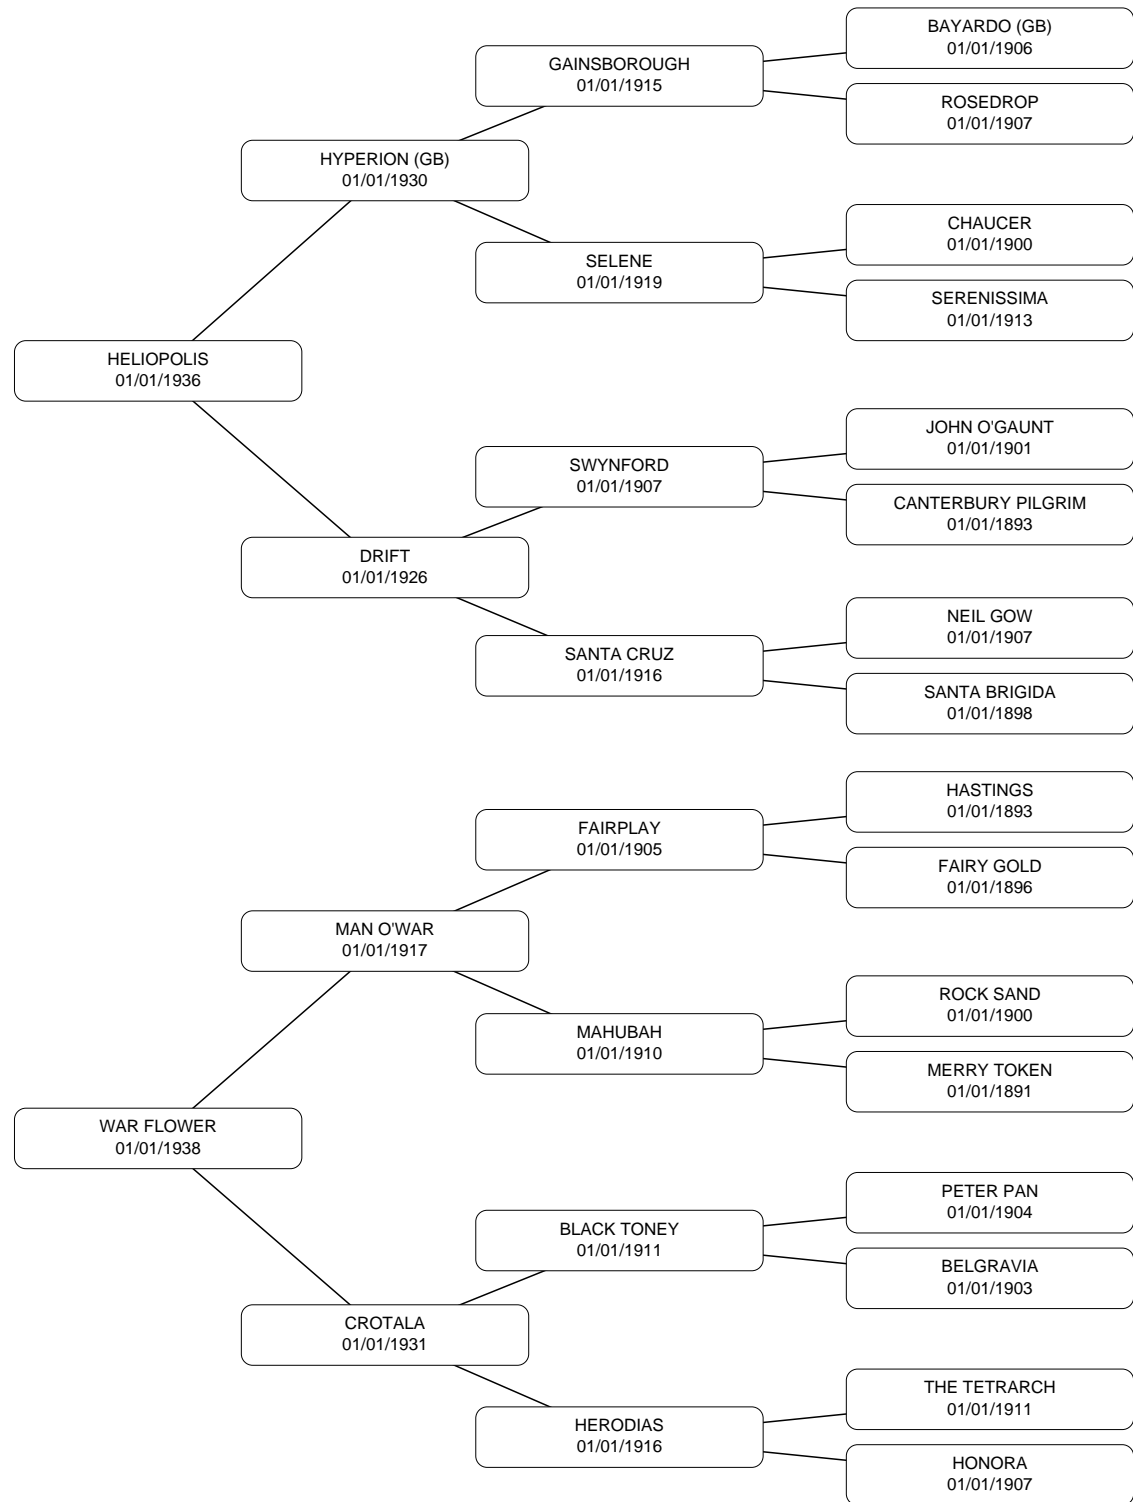 BAYARDO (GB)
01/01/1906
GAINSBOROUGH
01/01/1915
ROSEDROP
01/01/1907
HYPERION (GB)
01/01/1930
CHAUCER
01/01/1900
SELENE
01/01/1919
SERENISSIMA
01/01/1913
HELIOPOLIS
01/01/1936
JOHN O'GAUNT
01/01/1901
SWYNFORD
01/01/1907
CANTERBURY PILGRIM
01/01/1893
DRIFT
01/01/1926
NEIL GOW
01/01/1907
SANTA CRUZ
01/01/1916
SANTA BRIGIDA
01/01/1898
HASTINGS
01/01/1893
FAIRPLAY
01/01/1905
FAIRY GOLD
01/01/1896
MAN O'WAR
01/01/1917
ROCK SAND
01/01/1900
MAHUBAH
01/01/1910
MERRY TOKEN
01/01/1891
WAR FLOWER
01/01/1938
PETER PAN
01/01/1904
BLACK TONEY
01/01/1911
BELGRAVIA
01/01/1903
CROTALA
01/01/1931
THE TETRARCH
01/01/1911
HERODIAS
01/01/1916
HONORA
01/01/1907